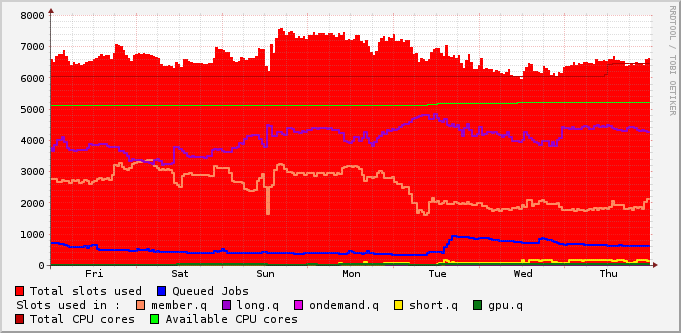 8000
7000
6000
5000
4000
3000
2000
1000
0
Fri Sat Sun Mon Tue Wed Thu
RRDTOOL / TOBI OETIKER
Total slots used Queued Jobs
Slots used in : member.q long.q ondemand.q short.q gpu.q
Total CPU cores Available CPU cores